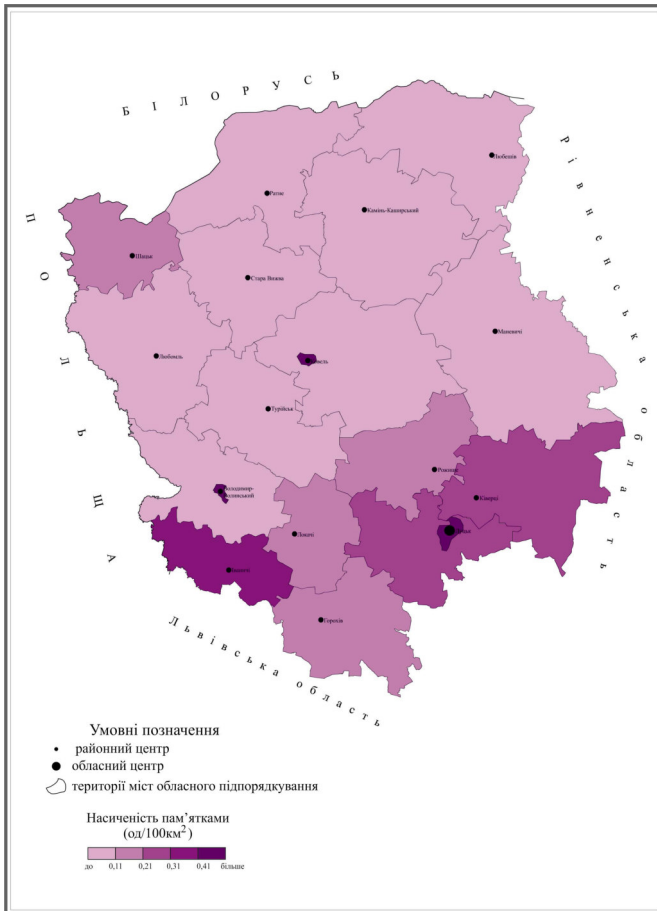 БІЛОРУСЬ
Рівненська область
ПОЛЬЩА
Любешів
Ратне
Камінь-Каширський
Шацьк
Стара Вижва
Маневичі
Любомль
Ковель
Турійськ
Рожище
Володимир-
Волинський
Ківерці
Луцьк
Локачі
Іваничі
Горохів
Львівська область
Умовні позначення
районний центр
обласний центр
території міст обласного підпорядкування
Насиченість пам’ятками
(од/100км²)
до 0,11 0,21 0,31 0,41 більше